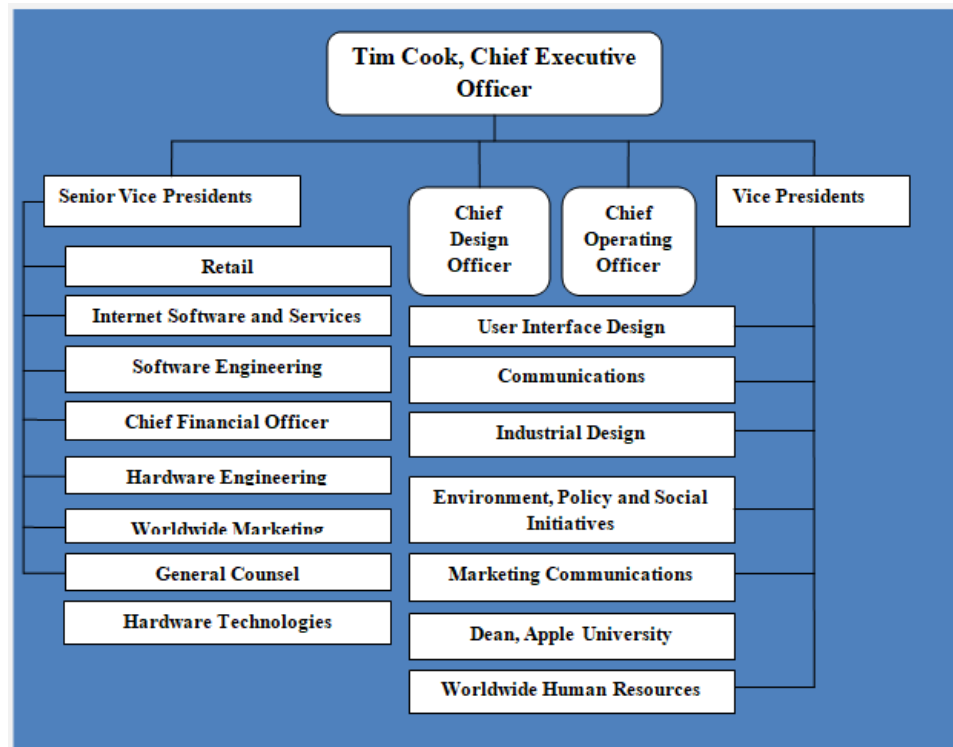 Tim Cook, Chief Executive
Officer
Senior Vice Presidents
Chief
Design
Officer
Chief
Operating
Officer
Vice Presidents
Retail
Internet Software and Services
Software Engineering
Chief Financial Officer
Hardware Engineering
Worldwide Marketing
General Counsel
Hardware Technologies
User Interface Design
Communications
Industrial Design
Environment, Policy and Social
Initiatives
Marketing Communications
Dean, Apple University
Worldwide Human Resources